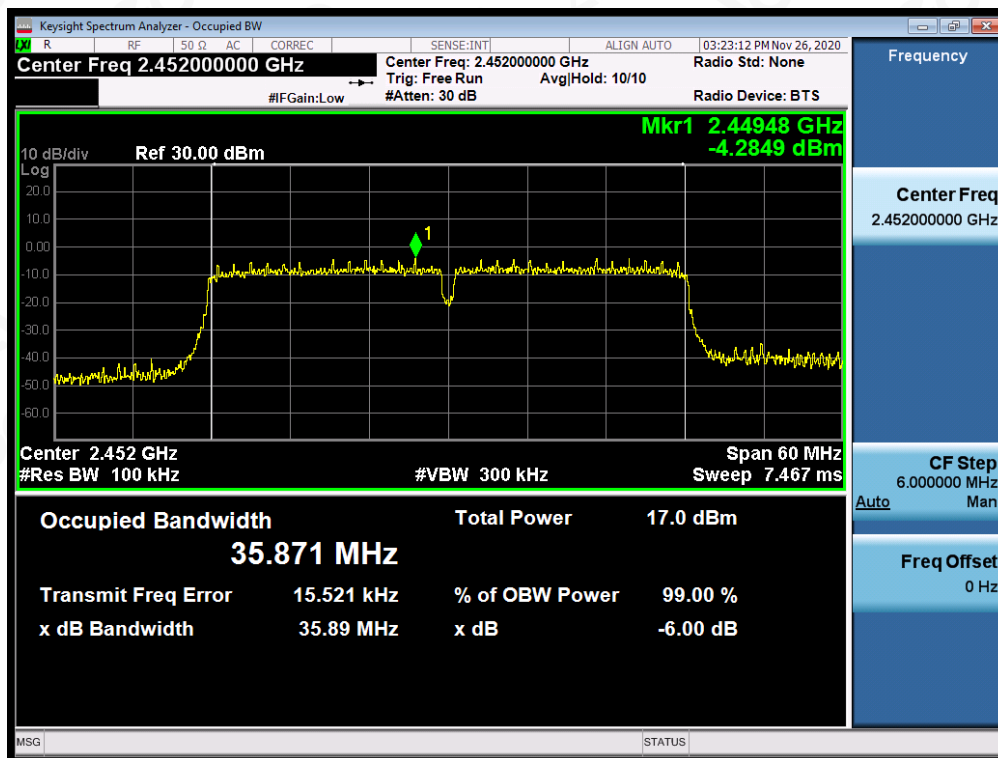 Keysight Spectrum Analyzer - Occupied BW
LXI R RF 50 Ω AC CORREC SENSE:INT ALIGN AUTO 03:23:12 PM Nov 26, 2020
Center Freq 2.452000000 GHz
Center Freq: 2.452000000 GHz Radio Std: None
Trig: Free Run Avg|Hold: 10/10
#IFGain:Low #Atten: 30 dB Radio Device: BTS
Mkr1 2.44948 GHz
-4.2849 dBm
10 dB/div Ref 30.00 dBm
Log
20.0
10.0
0.00
-10.0
-20.0
-30.0
-40.0
-50.0
-60.0
1
Center 2.452 GHz Span 60 MHz
#Res BW 100 kHz #VBW 300 kHz Sweep 7.467 ms
Occupied Bandwidth Total Power 17.0 dBm
35.871 MHz
Transmit Freq Error 15.521 kHz % of OBW Power 99.00 %
x dB Bandwidth 35.89 MHz x dB -6.00 dB
MSG STATUS
Frequency
Center Freq
2.452000000 GHz
CF Step
6.000000 MHz
Auto Man
Freq Offset
0 Hz